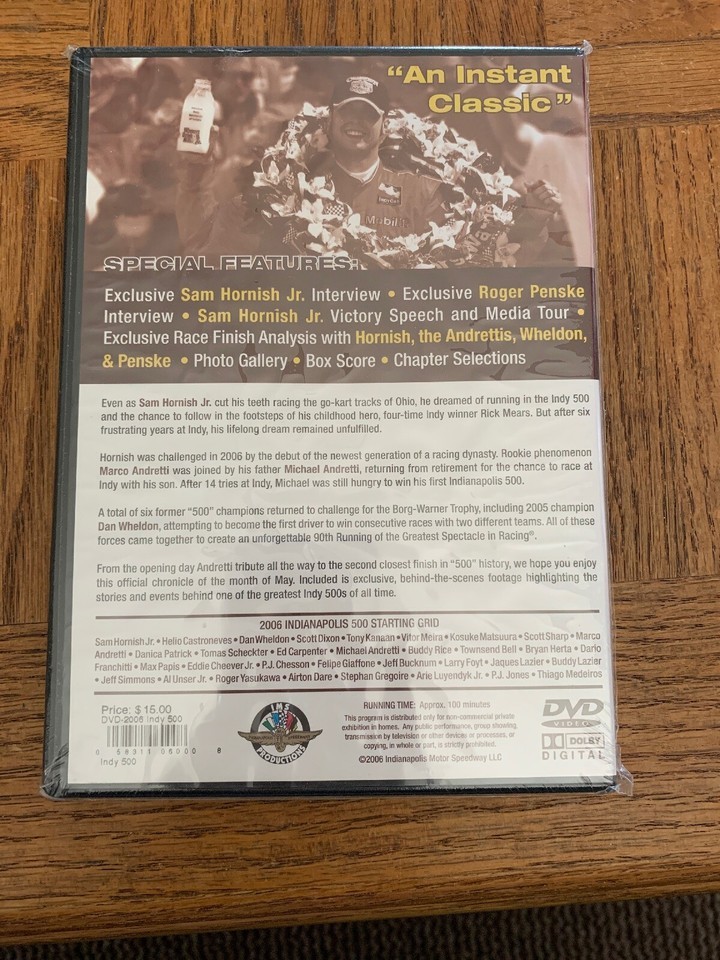 “An Instant
Classic”
SPECIAL FEATURES:
Exclusive Sam Hornish Jr. Interview • Exclusive Roger Penske
Interview • Sam Hornish Jr. Victory Speech and Media Tour •
Exclusive Race Finish Analysis with Hornish, the Andrettis, Wheldon,
& Penske • Photo Gallery • Box Score • Chapter Selections
Even as Sam Hornish Jr. cut his teeth racing the go-kart tracks of Ohio, he dreamed of running in the Indy 500
and the chance to follow in the footsteps of his childhood hero, four-time Indy winner Rick Mears. But after six
frustrating years at Indy, his lifelong dream remained unfulfilled.
Hornish was challenged in 2006 by the debut of the newest generation of a racing dynasty. Rookie phenomenon
Marco Andretti was joined by his father Michael Andretti, returning from retirement for the chance to race at
Indy with his son. After 14 tries at Indy, Michael was still hungry to win his first Indianapolis 500.
A total of six former “500” champions returned to challenge for the Borg-Warner Trophy, including 2005 champion
Dan Wheldon, attempting to become the first driver to win consecutive races with two different teams. All of these
forces came together to create an unforgettable 90th Running of the Greatest Spectacle in Racing®.
From the opening day Andretti tribute all the way to the second closest finish in “500” history, we hope you enjoy
this official chronicle of the month of May. Included is exclusive, behind-the-scenes footage highlighting the
stories and events behind one of the greatest Indy 500s of all time.
2006 INDIANAPOLIS 500 STARTING GRID
Sam Hornish Jr. • Helio Castroneves • Dan Wheldon • Scott Dixon • Tony Kanaan • Vitor Meira • Kosuke Matsuura • Scott Sharp • Marco
Andretti • Danica Patrick • Tomas Scheckter • Ed Carpenter • Michael Andretti • Buddy Rice • Townsend Bell • Bryan Herta • Dario
Franchitti • Max Papis • Eddie Cheever Jr. • P.J. Chesson • Felipe Giaffone • Jeff Bucknum • Larry Foyt • Jaques Lazier • Buddy Lazier
• Jeff Simmons • Al Unser Jr. • Roger Yasukawa • Airton Dare • Stephan Gregoire • Arie Luyendyk Jr. • P.J. Jones • Thiago Medeiros
Price: $ 15.00
DVD-2006 Indy 500
6 58311 06000 8
Indy 500
IMS
PRODUCTIONS
RUNNING TIME: Approx. 100 minutes
This program is distributed only for non-commercial private
exhibition in homes. Any public performance, group showing,
transmission by television or other devices or processes, or
copying, in whole or part, is strictly prohibited.
©2006 Indianapolis Motor Speedway LLC
DVD
VIDEO
DOLBY
DIGITAL
Mobil